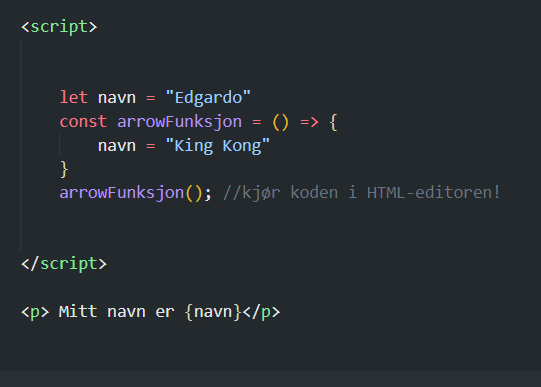 <script>
let navn = "Edgardo"
const arrowFunksjon = () => {
navn = "King Kong"
}
arrowFunksjon(); //kjør koden i HTML-editoren!
</script>
<p> Mitt navn er {navn}</p>